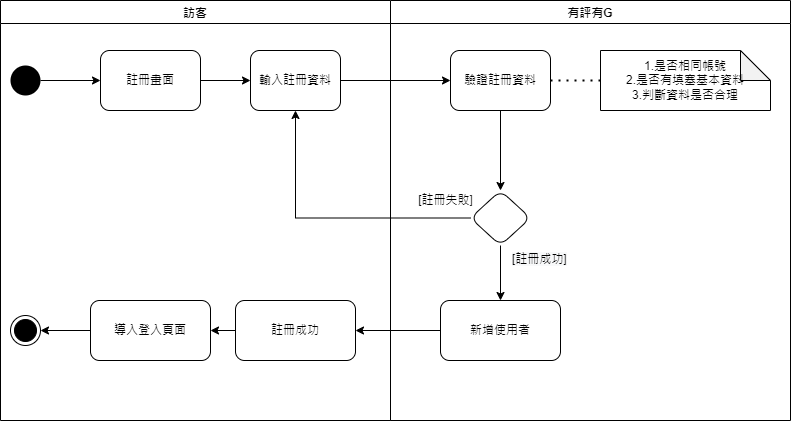 訪客
有評有G
註冊畫面
輸入註冊資料
驗證註冊資料
1.是否相同帳號
2.是否有填塞基本資料
3.判斷資料是否合理
[註冊失敗]
[註冊成功]
導入登入頁面
註冊成功
新增使用者